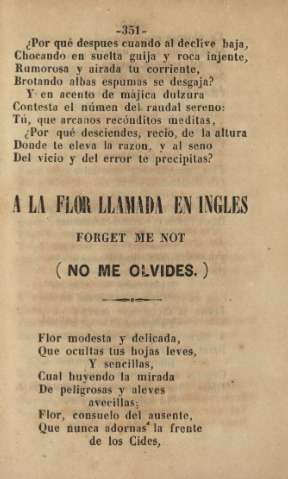 -351-
¿Por qué despues cuando al declive baja,
Chocando en suelta guija y roca injente,
Rumorosa y airada tu corriente,
Brotando albas espumas se desgaja?
Y en acento de májica dulzura
Contesta el númen del raudal sereno:
Tú, que arcanos recónditos meditas,
¿Por qué desciendes, recio, de la altura
Donde te eleva la razon, y al seno
Del vicio y del error te precipitas?
A LA FLOR LLAMADA EN INGLES
FORGET ME NOT
( NO ME OLVIDES. )
Flor modesta y delicada,
Que ocultas tus hojas leves,
Y sencillas,
Cual huyendo la mirada
De peligrosas y aleves
avecillas;
Flor, consuelo del ausente,
Que nunca adornas la frente
de los Cides,